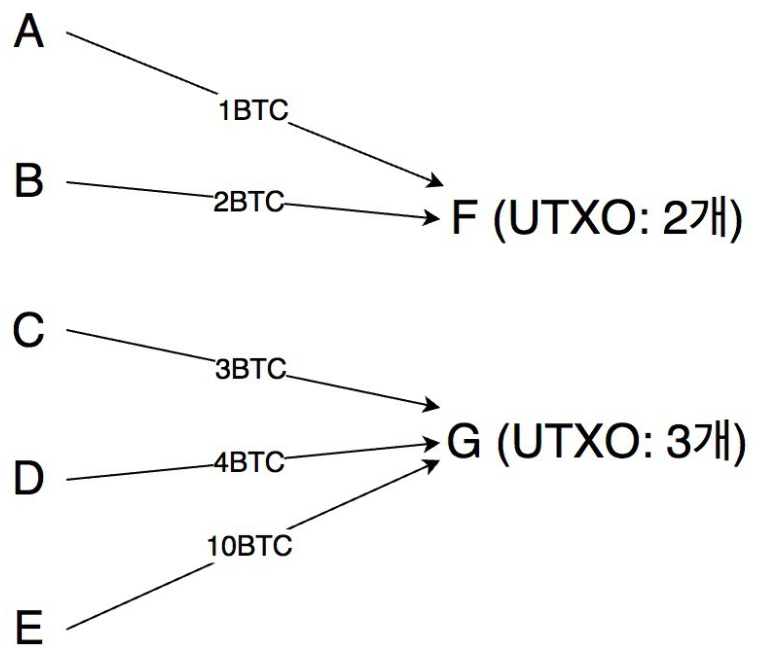 A
1BTC
B
2BTC
F (UTXO: 2개)
C
3BTC
G (UTXO: 3개)
4BTC
D
10BTC
E